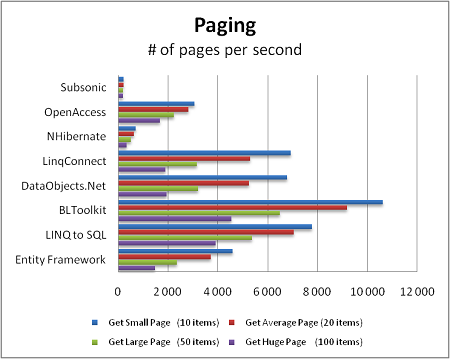 Paging
# of pages per second
Subsonic
OpenAccess
NHibernate
LinqConnect
DataObjects.Net
BLToolkit
LINQ to SQL
Entity Framework
0 2 000 4 000 6 000 8 000 10 000 12 000
Get Small Page (10 items) Get Average Page (20 items)
Get Large Page (50 items) Get Huge Page (100 items)